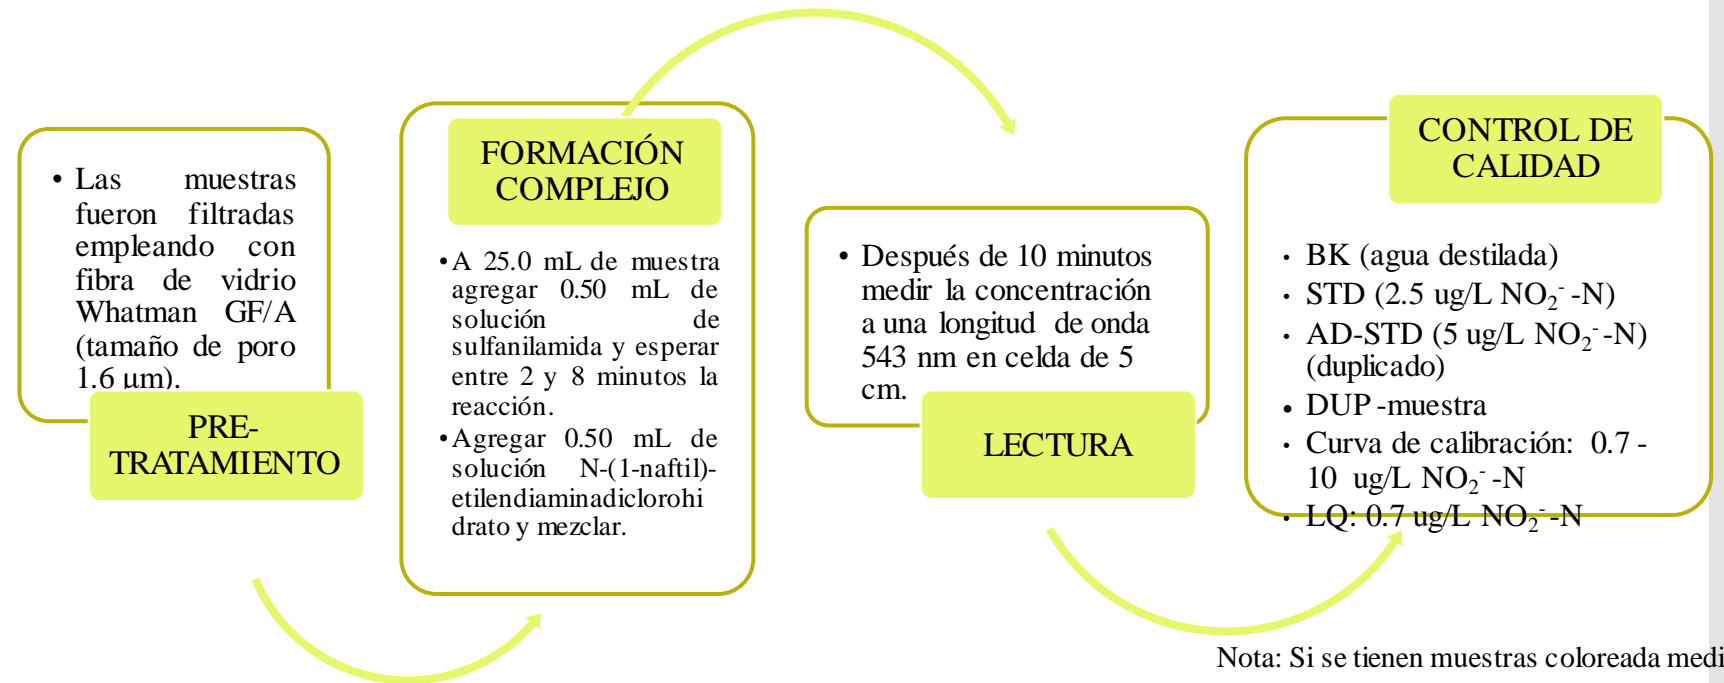 • Las muestras
fueron filtradas
empleando con
fibra de vidrio
Whatman GF/A
(tamaño de poro
1.6 µm).
PRE-
TRATAMIENTO
FORMACIÓN
COMPLEJO
• A 25.0 mL de muestra
agregar 0.50 mL de
solución de
sulfanilamida y esperar
entre 2 y 8 minutos la
reacción.
• Agregar 0.50 mL de
solución N-(1-naftil)-
etilendiaminadiclorohi
drato y mezclar.
• Después de 10 minutos
medir la concentración
a una longitud de onda
543 nm en celda de 5
cm.
LECTURA
CONTROL DE
CALIDAD
• BK (agua destilada)
• STD (2.5 ug/L NO₂⁻ -N)
• AD-STD (5 ug/L NO₂⁻ -N)
(duplicado)
• DUP -muestra
• Curva de calibración: 0.7 -
10 ug/L NO₂⁻ -N
• LQ: 0.7 ug/L NO₂⁻ -N
Nota: Si se tienen muestras coloreada medi